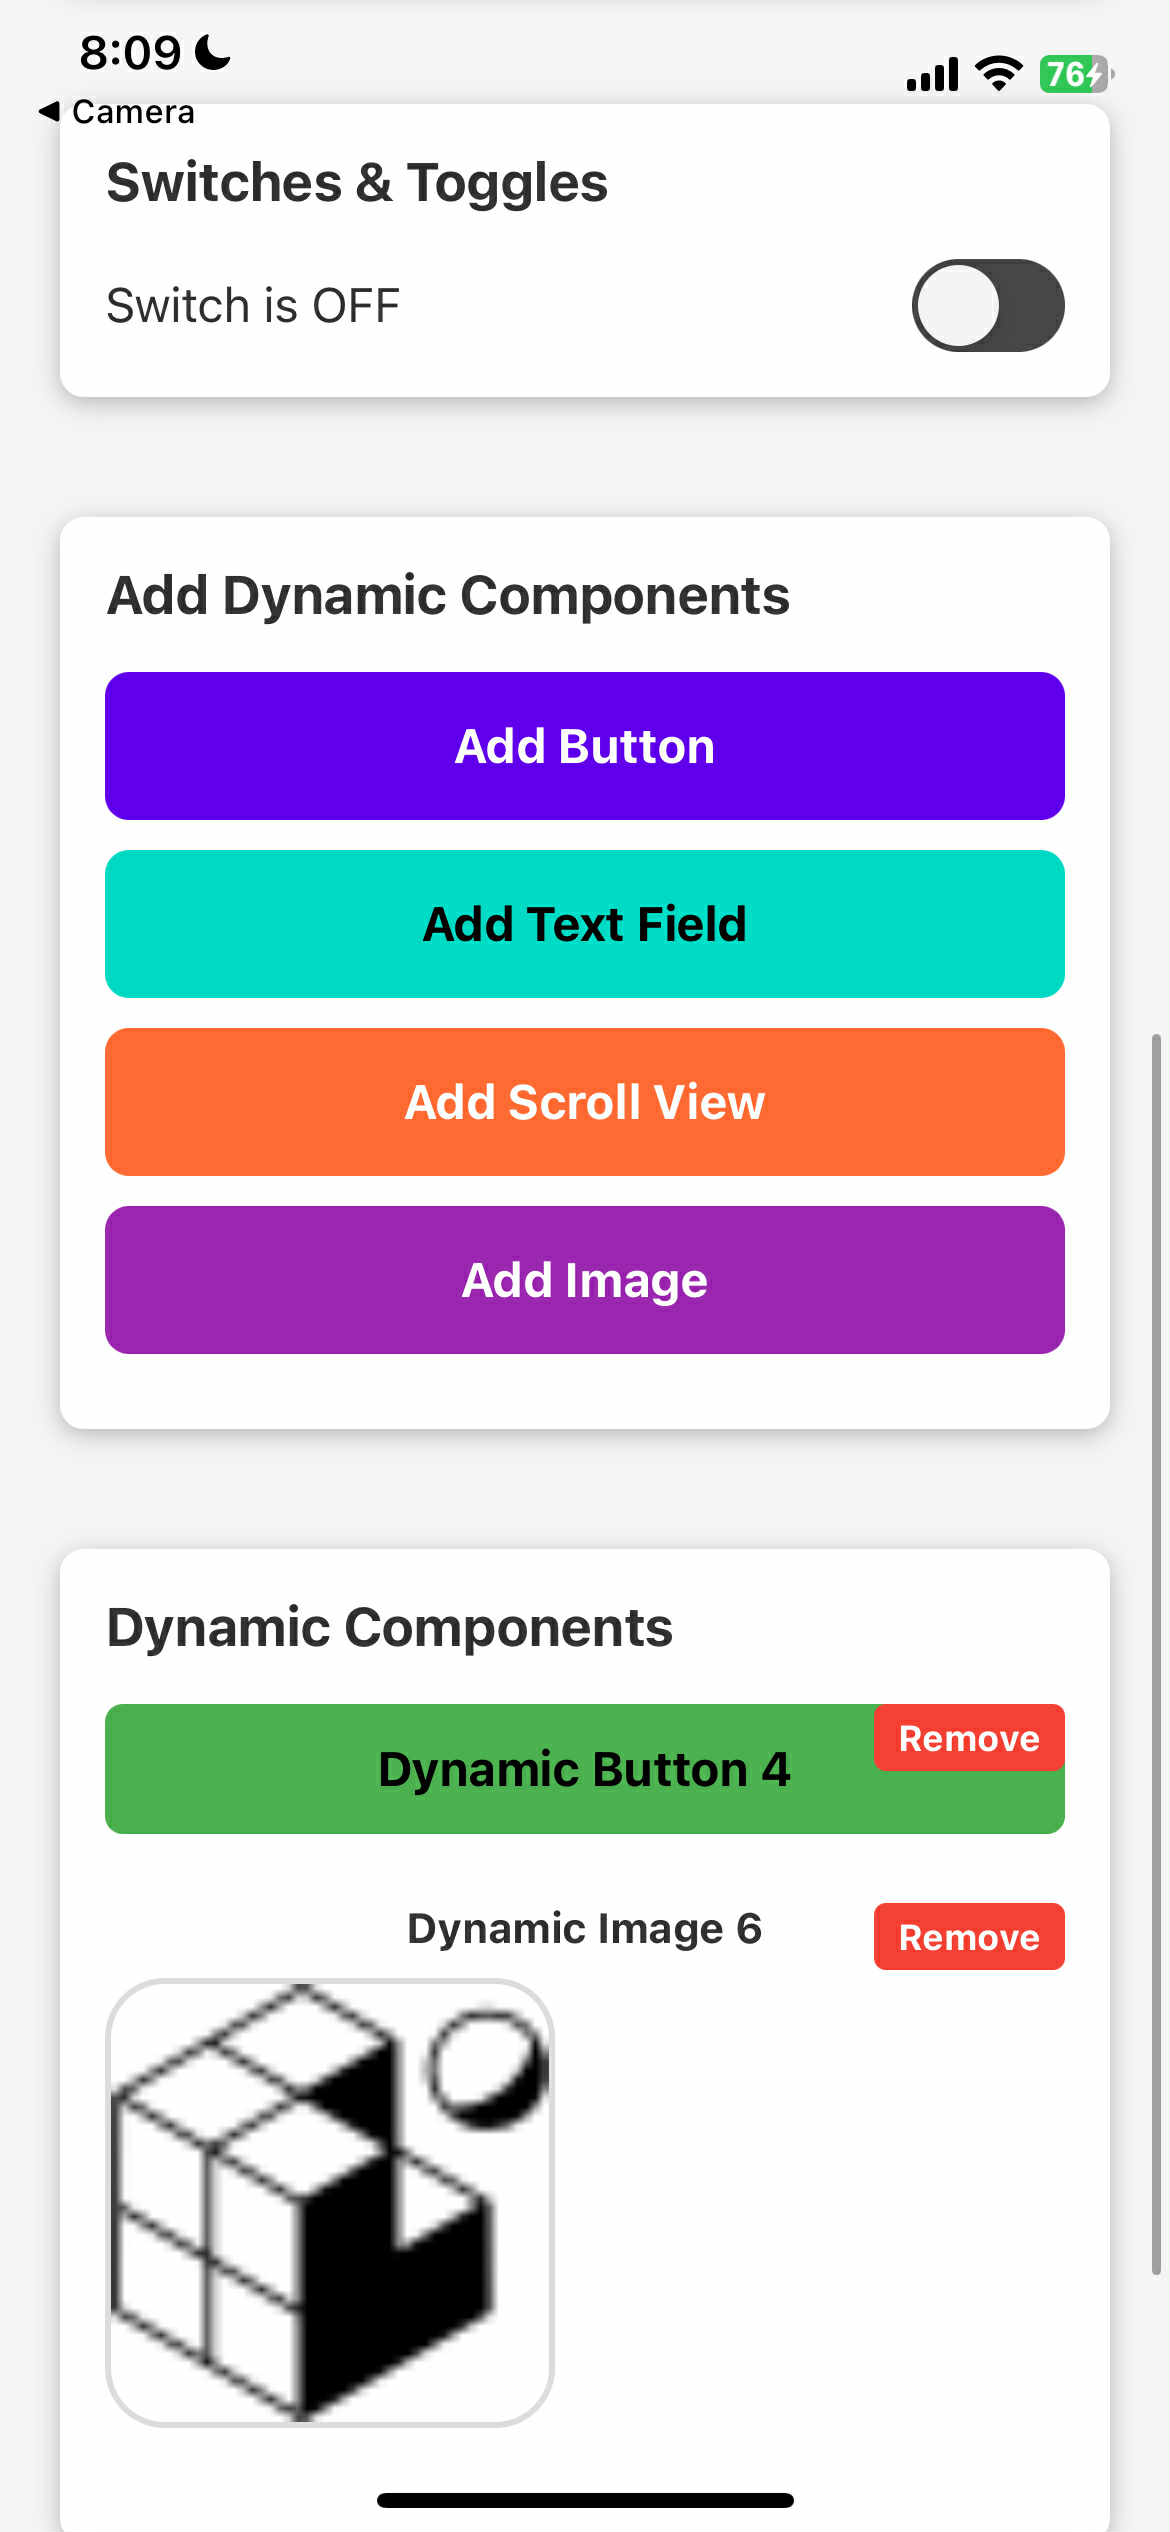 8:09
76
Camera
Switches & Toggles
Switch is OFF
Add Dynamic Components
Add Button
Add Text Field
Add Scroll View
Add Image
Dynamic Components
Dynamic Button 4
Remove
Dynamic Image 6
Remove